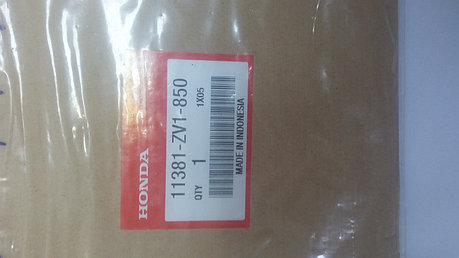 HONDA
11381-ZV1-850
QTY 1 1X05
MADE IN INDONESIA